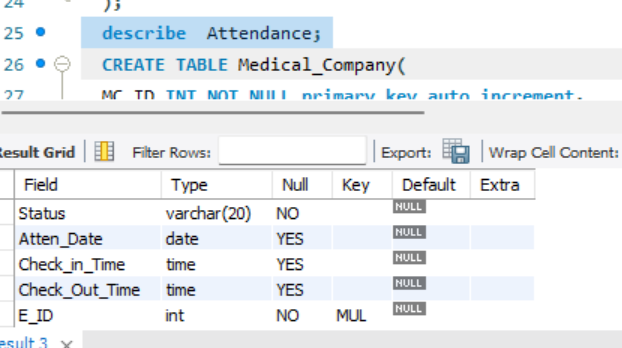 24 );
25 describe Attendance;
26 CREATE TABLE Medical_Company(
27 MC_ID INT NOT NULL primary key auto_increment,
Result Grid Filter Rows: Export: Wrap Cell Content:
Field Type Null Key Default Extra
Status varchar(20) NO NULL
Atten_Date date YES NULL
Check_in_Time time YES NULL
Check_Out_Time time YES NULL
E_ID int NO MUL NULL
esult 3 ×